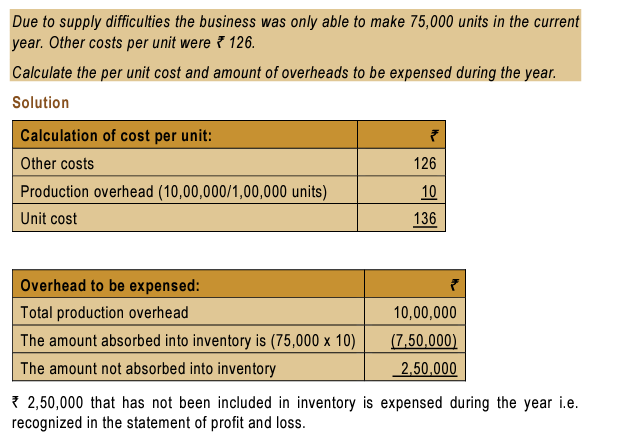 Due to supply difficulties the business was only able to make 75,000 units in the current
year. Other costs per unit were ₹ 126.
Calculate the per unit cost and amount of overheads to be expensed during the year.
Solution
Calculation of cost per unit: ₹
Other costs 126
Production overhead (10,00,000/1,00,000 units) 10
Unit cost 136
Overhead to be expensed: ₹
Total production overhead 10,00,000
The amount absorbed into inventory is (75,000 x 10) (7,50,000)
The amount not absorbed into inventory 2,50,000
₹ 2,50,000 that has not been included in inventory is expensed during the year i.e.
recognized in the statement of profit and loss.